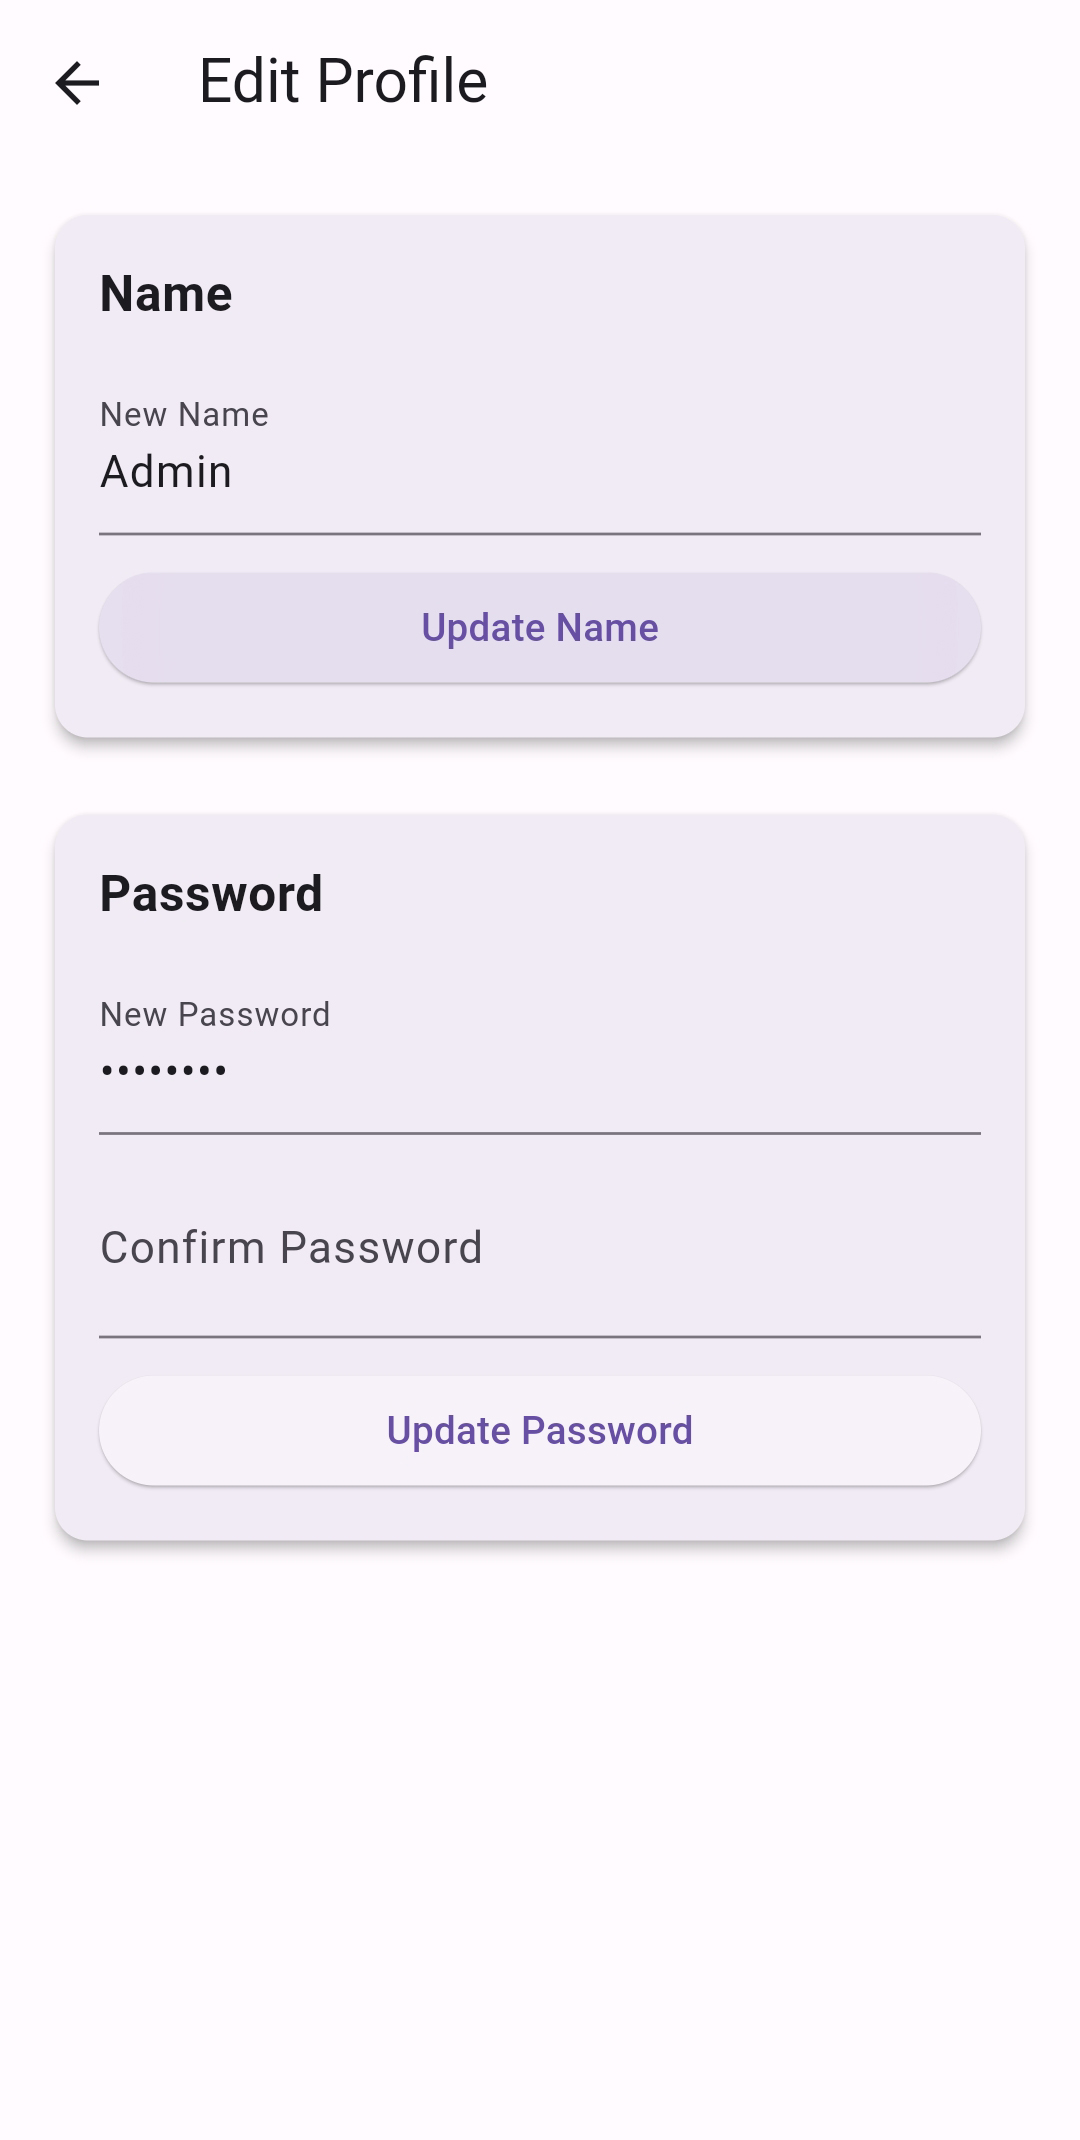 Edit Profile
Name
New Name
Admin
Update Name
Password
New Password
••••••••
Confirm Password
Update Password